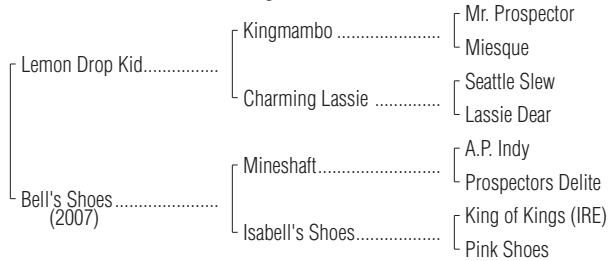 Mr. Prospector
Kingmambo ..................
Miesque
Lemon Drop Kid................
Seattle Slew
Charming Lassie ..............
Lassie Dear
A.P. Indy
Mineshaft......................
Prospectors Delite
Bell's Shoes......................
(2007)
King of Kings (IRE)
Isabell's Shoes................
Pink Shoes